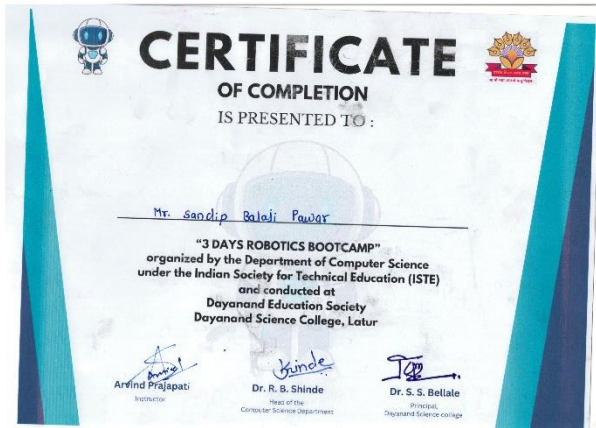 CERTIFICATE
OF COMPLETION
IS PRESENTED TO :
Mr. Sandip Balaji Pawar
“3 DAYS ROBOTICS BOOTCAMP”
organized by the Department of Computer Science
under the Indian Society for Technical Education (ISTE)
and conducted at
Dayanand Education Society
Dayanand Science College, Latur
Arvind Prajapati
Instructor
Dr. R. B. Shinde
Head of the
Computer Science Department
Dr. S. S. Bellale
Principal,
Dayanand Science college